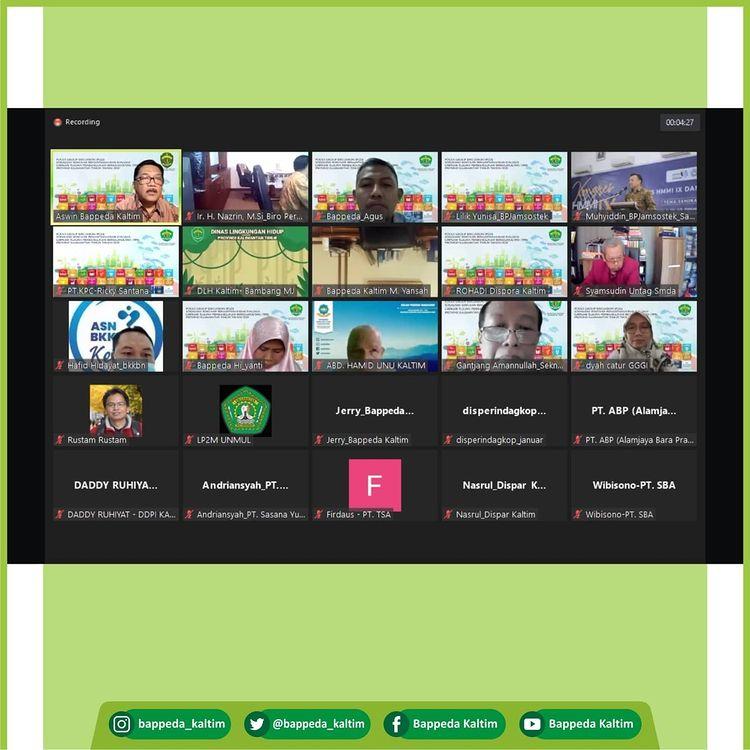 Recording
00:04:27
Aswin Bappeda Kaltim
Ir. H. Nazrin, M.Si_Biro Per...
Bappeda_Agus
Lilik Yunisa_BPJamsostek
Muhyiddin_BPJamsostek_Sa...
PT.KPC-Ricky Santana
DINAS LINGKUNGAN HIDUP
PROVINSI KALIMANTAN TIMUR
DLH Kaltim- Bambang MJ
Bappeda Kaltim M. Yansah
ROHADI Dispora Kaltim
Syamsudin Untag Smda
ASN
BKK
Hafid Hidayat_bkkbn
Bappeda Hi_yanti
ABD. HAMID UNU KALTIM
Gantjang Amannullah_Sekn...
dyah catur GGGI
Rustam Rustam
LP2M UNMUL
Jerry_Bappeda...
Jerry_Bappeda Kaltim
disperindagkop...
disperindagkop_januar
PT. ABP (Alamja...
PT. ABP (Alamjaya Bara Pra...
DADDY RUHIYA...
DADDY RUHIYAT - DDPI KA...
Andriansyah_PT....
Andriansyah_PT. Sasana Yu...
F
Firdaus - PT. TSA
Nasrul_Dispar K...
Nasrul_Dispar Kaltim
Wibisono-PT. SBA
Wibisono-PT. SBA
bappeda_kaltim
@bappeda_kaltim
Bappeda Kaltim
Bappeda Kaltim